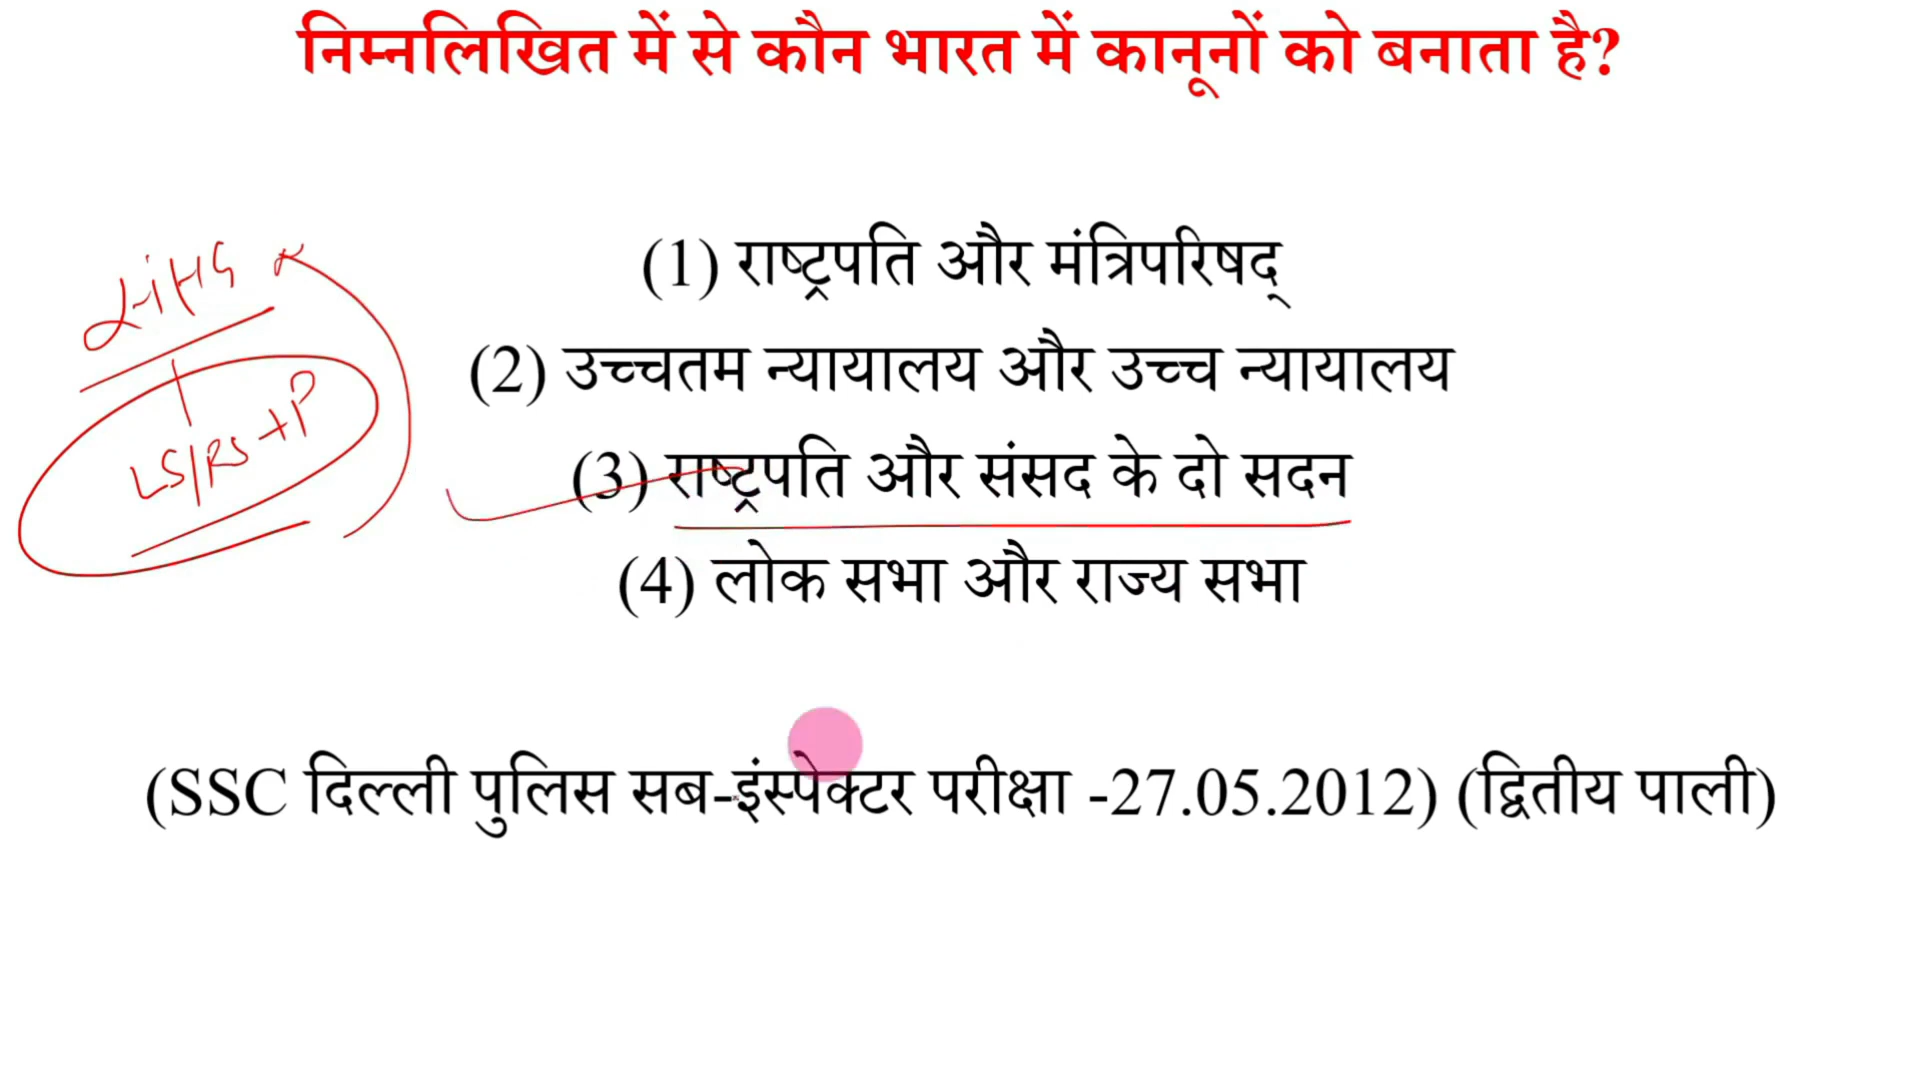 निम्नलिखित में से कौन भारत में कानूनों को बनाता है?
(1) राष्ट्रपति और मंत्रिपरिषद्
(2) उच्चतम न्यायालय और उच्च न्यायालय
(3) राष्ट्रपति और संसद के दो सदन
(4) लोक सभा और राज्य सभा
संसद
LS/RS+P
(SSC दिल्ली पुलिस सब-इंस्पेक्टर परीक्षा -27.05.2012) (द्वितीय पाली)